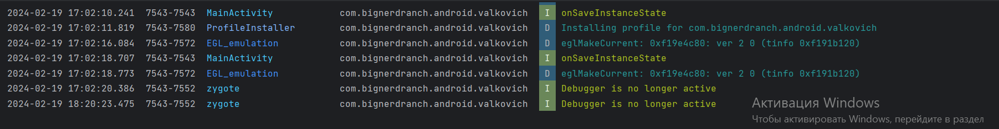 2024-02-19 17:02:10.241 7543-7543 MainActivity com.bignerdranch.android.valkovich I onSaveInstanceState
2024-02-19 17:02:11.819 7543-7580 ProfileInstaller com.bignerdranch.android.valkovich D Installing profile for com.bignerdranch.android.valkovich
2024-02-19 17:02:16.084 7543-7572 EGL_emulation com.bignerdranch.android.valkovich D eglMakeCurrent: 0xf19e4c80: ver 2 0 (tinfo 0xf191b120)
2024-02-19 17:02:18.707 7543-7543 MainActivity com.bignerdranch.android.valkovich I onSaveInstanceState
2024-02-19 17:02:18.773 7543-7572 EGL_emulation com.bignerdranch.android.valkovich D eglMakeCurrent: 0xf19e4c80: ver 2 0 (tinfo 0xf191b120)
2024-02-19 17:02:20.386 7543-7552 zygote com.bignerdranch.android.valkovich I Debugger is no longer active
2024-02-19 18:20:23.475 7543-7552 zygote com.bignerdranch.android.valkovich I Debugger is no longer active
Активация Windows
Чтобы активировать Windows, перейдите в раздел